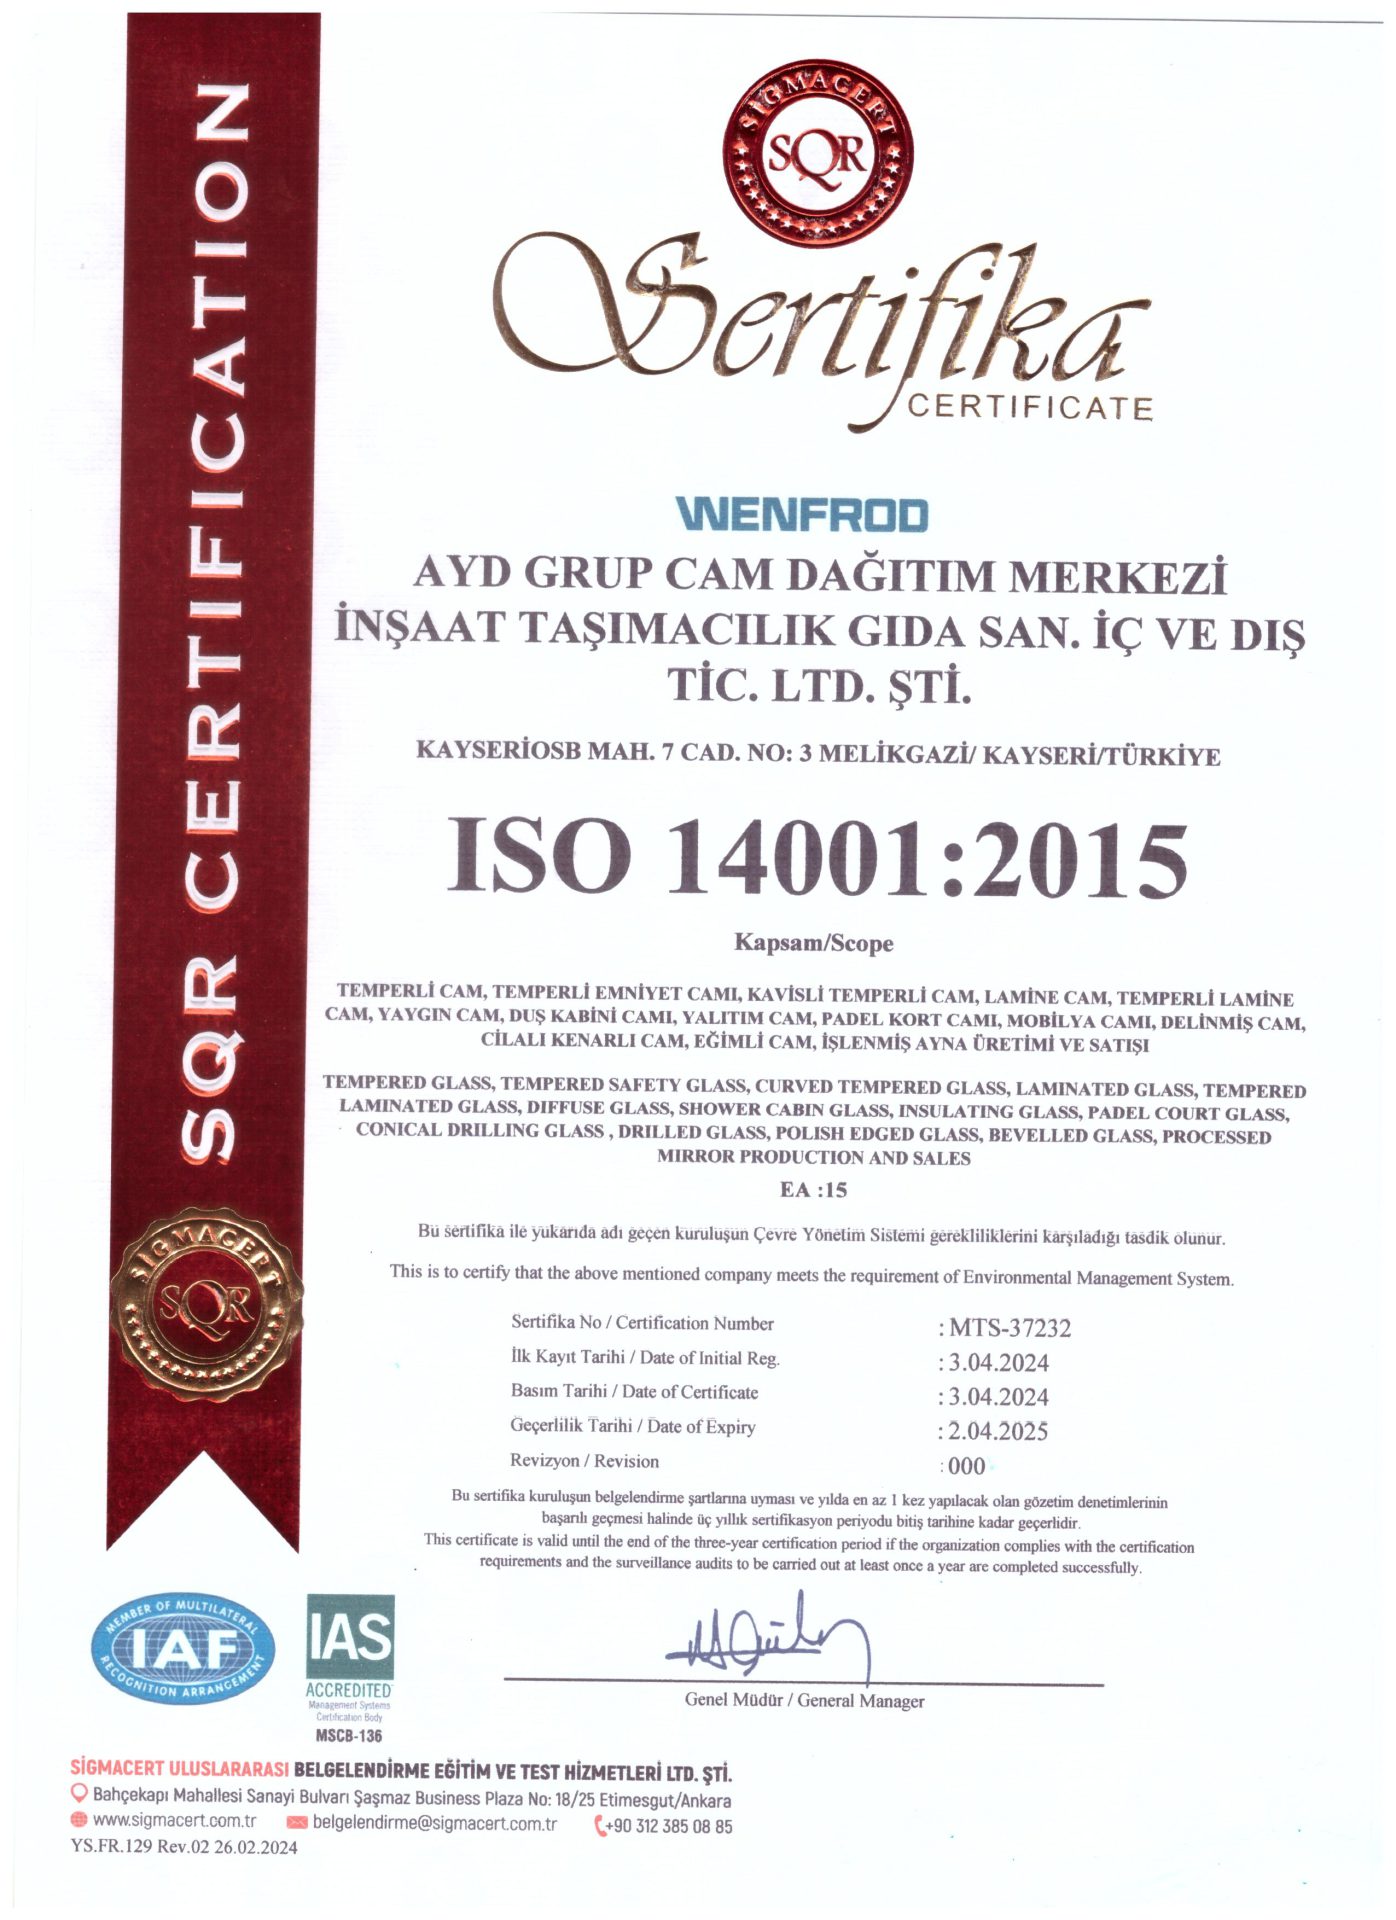 SQR CERTIFICATION
SİGMACERT
SQR
Sertifika
CERTIFICATE
WENFROD
AYD GRUP CAM DAĞITIM MERKEZİ
İNŞAAT TAŞIMACILIK GIDA SAN. İÇ VE DIŞ
TİC. LTD. ŞTİ.
KAYSERİOSB MAH. 7 CAD. NO: 3 MELİKGAZİ/ KAYSERİ/TÜRKİYE
ISO 14001:2015
Kapsam/Scope
TEMPERLİ CAM, TEMPERLİ EMNİYET CAMI, KAVİSLİ TEMPERLİ CAM, LAMİNE CAM, TEMPERLİ LAMİNE
CAM, YAYGIN CAM, DUŞ KABİNİ CAMI, YALITIM CAM, PADEL KORT CAMI, MOBİLYA CAMI, DELİNMİŞ CAM,
CİLALI KENARLI CAM, EĞİMLİ CAM, İŞLENMİŞ AYNA ÜRETİMİ VE SATIŞI
TEMPERED GLASS, TEMPERED SAFETY GLASS, CURVED TEMPERED GLASS, LAMINATED GLASS, TEMPERED
LAMINATED GLASS, DIFFUSE GLASS, SHOWER CABIN GLASS, INSULATING GLASS, PADEL COURT GLASS,
CONICAL DRILLING GLASS , DRILLED GLASS, POLISH EDGED GLASS, BEVELLED GLASS, PROCESSED
MIRROR PRODUCTION AND SALES
EA :15
Bu sertifika ile yukarıda adı geçen kuruluşun Çevre Yönetim Sistemi gerekliliklerini karşıladığı tasdik olunur.
This is to certify that the above mentioned company meets the requirement of Environmental Management System.
Sertifika No / Certification Number : MTS-37232
İlk Kayıt Tarihi / Date of Initial Reg. : 3.04.2024
Basım Tarihi / Date of Certificate : 3.04.2024
Geçerlilik Tarihi / Date of Expiry : 2.04.2025
Revizyon / Revision : 000
Bu sertifika kuruluşun belgelendirme şartlarına uyması ve yılda en az 1 kez yapılacak olan gözetim denetimlerinin
başarılı geçmesi halinde üç yıllık sertifikasyon periyodu bitiş tarihine kadar geçerlidir.
This certificate is valid until the end of the three-year certification period if the organization complies with the certification
requirements and the surveillance audits to be carried out at least once a year are completed successfully.
Genel Müdür / General Manager
SİGMACERT
SQR
MEMBER OF MULTILATERAL
IAF
RECOGNITION ARRANGEMENT
IAS
ACCREDITED
Management Systems
Certification Body
MSCB-136
SİGMACERT ULUSLARARASI BELGELENDİRME EĞİTİM VE TEST HİZMETLERİ LTD. ŞTİ.
Bahçekapı Mahallesi Sanayi Bulvarı Şaşmaz Business Plaza No: 18/25 Etimesgut/Ankara
www.sigmacert.com.tr belgelendirme@sigmacert.com.tr +90 312 385 08 85
YS.FR.129 Rev.02 26.02.2024